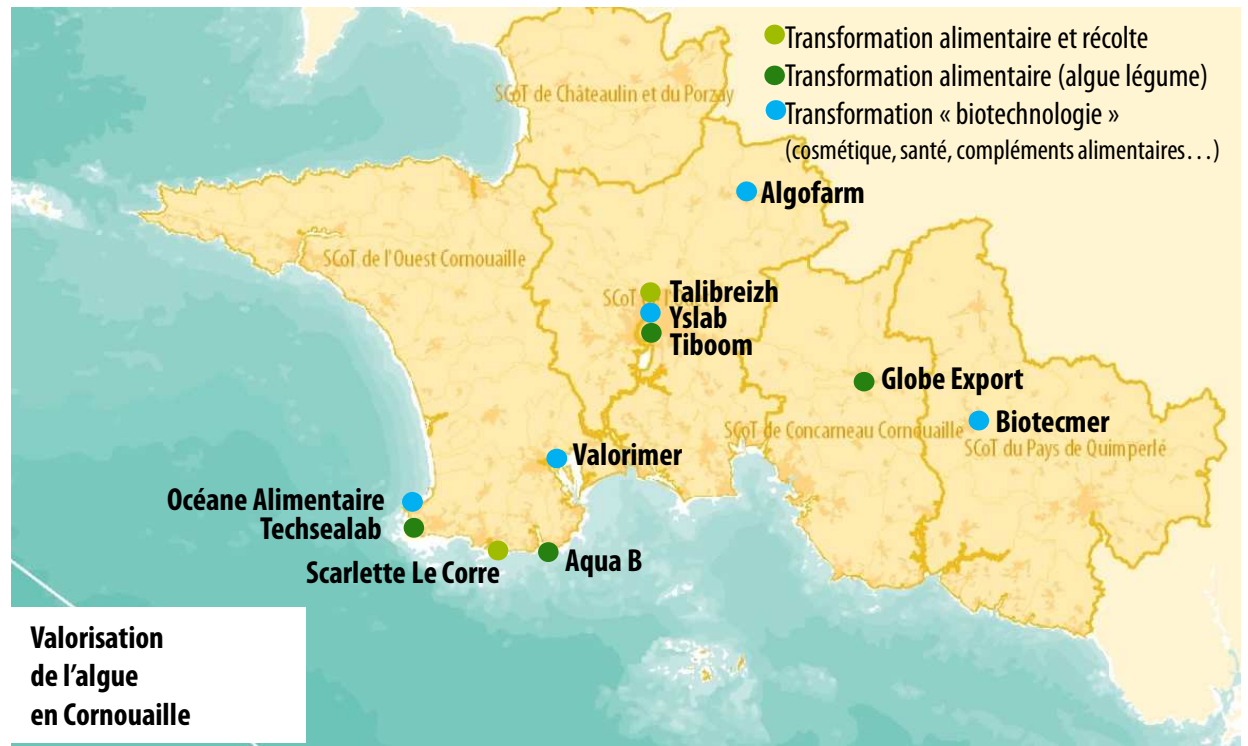 Transformation alimentaire et récolte
Transformation alimentaire (algue légume)
Transformation « biotechnologie »
(cosmétique, santé, compléments alimentaires…)
SCoT de Châteaulin et du Porzay
Algofarm
SCoT de l'Ouest Cornouaille
Talibreizh
SCoT
Yslab
Tiboom
Globe Export
Biotecmer
SCoT de Concarneau Cornouaille
SCoT du Pays de Quimperlé
Valorimer
Océane Alimentaire
Techsealab
Aqua B
Scarlette Le Corre
Valorisation
de l'algue
en Cornouaille